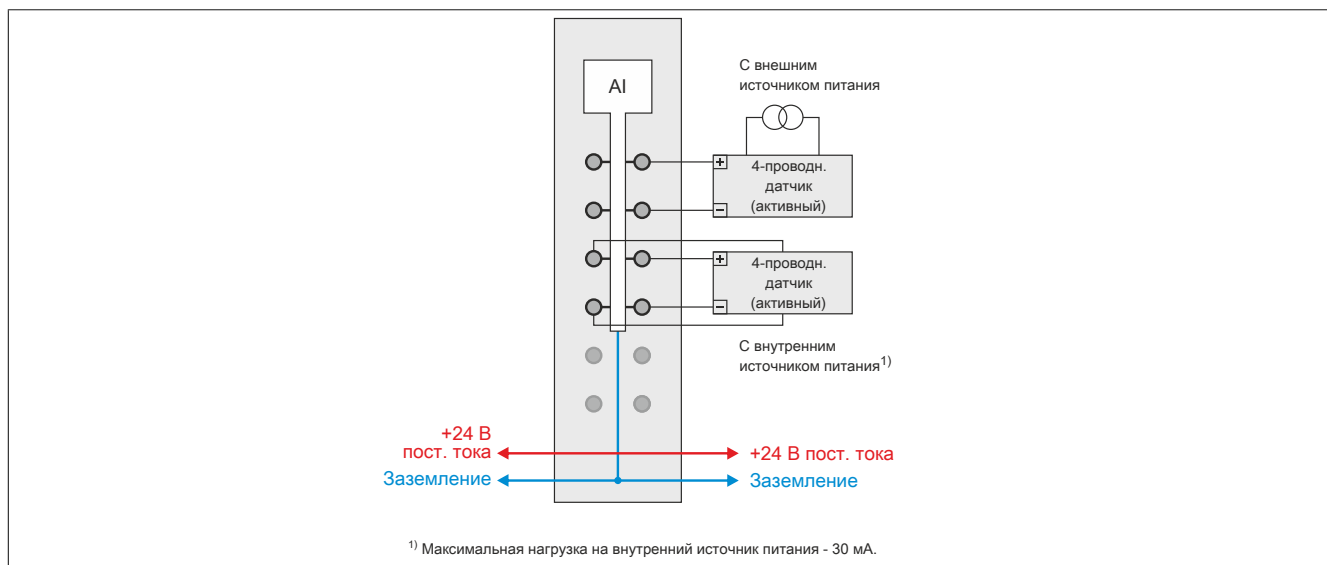 AI
С внешним
источником питания
+
4-проводн.
датчик
(активный)
−
+
4-проводн.
датчик
(активный)
−
С внутренним
источником питания1)
+24 В
пост. тока
+24 В пост. тока
Заземление
Заземление
1) Максимальная нагрузка на внутренний источник питания - 30 мА.